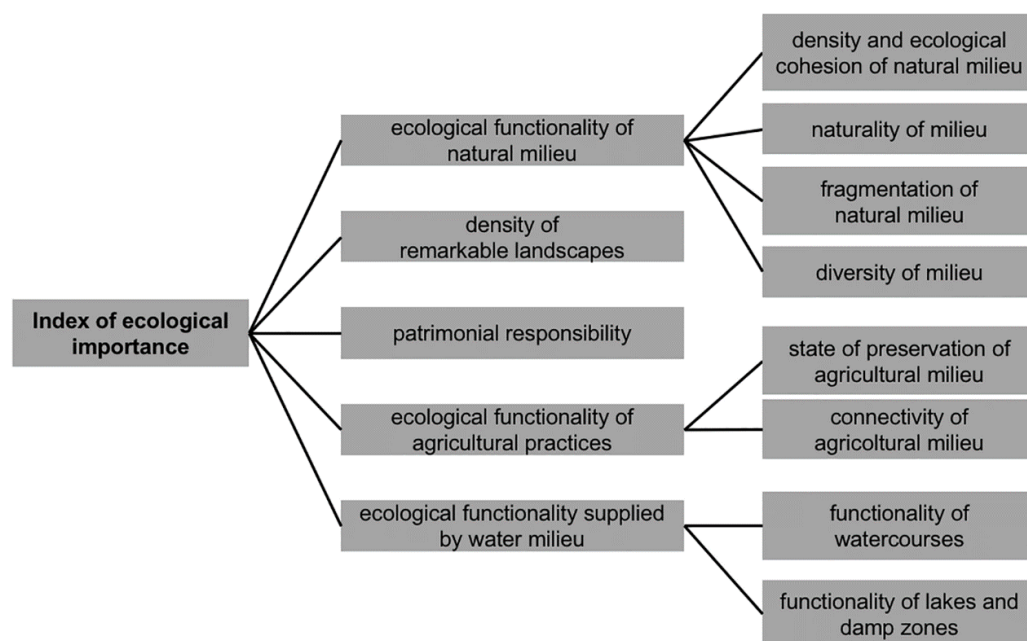 density and ecological
cohesion of natural milieu
ecological functionality of
natural milieu
naturality of milieu
fragmentation of
natural milieu
density of
remarkable landscapes
diversity of milieu
Index of ecological
importance
patrimonial responsibility
state of preservation of
agricultural milieu
ecological functionality of
agricultural practices
connectivity of
agricoltural milieu
ecological functionality supplied
by water milieu
functionality of
watercourses
functionality of lakes and
damp zones